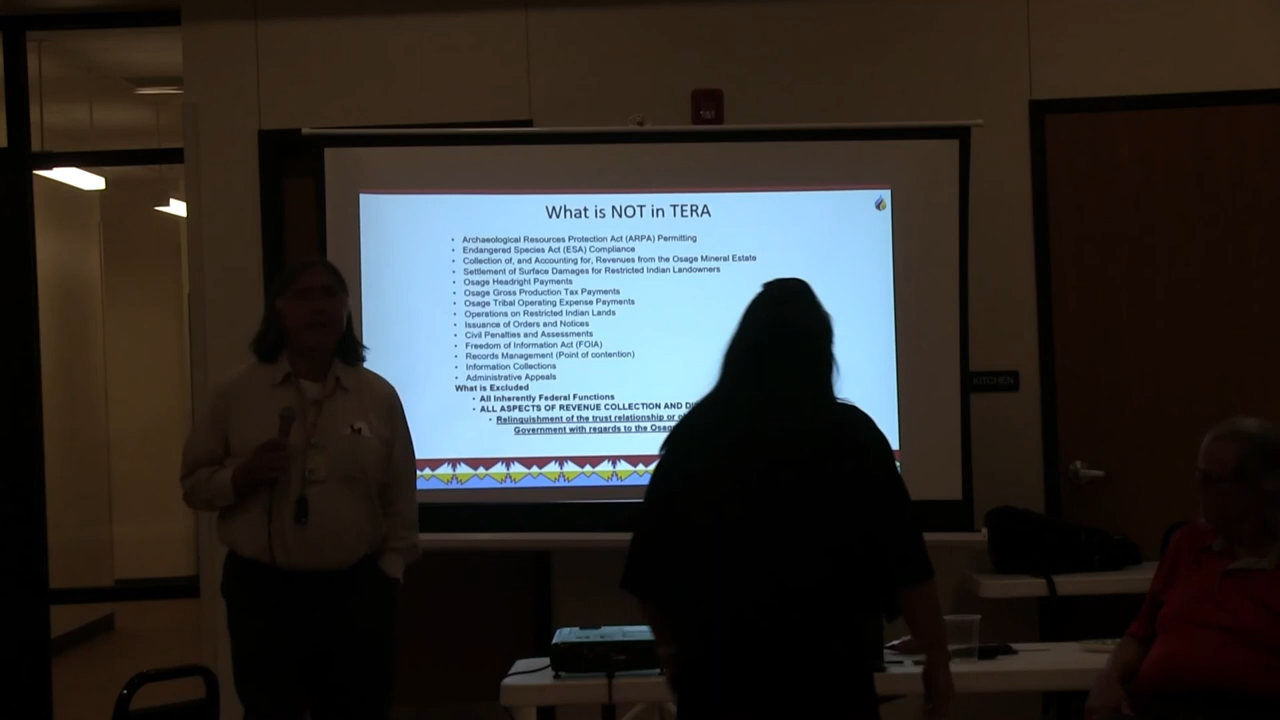 What is NOT in TERA
• Archaeological Resources Protection Act (ARPA) Permitting
• Endangered Species Act (ESA) Compliance
• Collection of, and Accounting for, Revenues from the Osage Mineral Estate
• Settlement of Surface Damages for Restricted Indian Landowners
• Osage Headright Payments
• Osage Gross Production Tax Payments
• Osage Tribal Operating Expense Payments
• Operations on Restricted Indian Lands
• Issuance of Orders and Notices
• Civil Penalties and Assessments
• Freedom of Information Act (FOIA)
• Records Management (Point of contention)
• Information Collections
• Administrative Appeals
What is Excluded
• All Inherently Federal Functions
• ALL ASPECTS OF REVENUE COLLECTION AND
• Relinquishment of the trust relationship or
Government with regards to the
KITCHEN